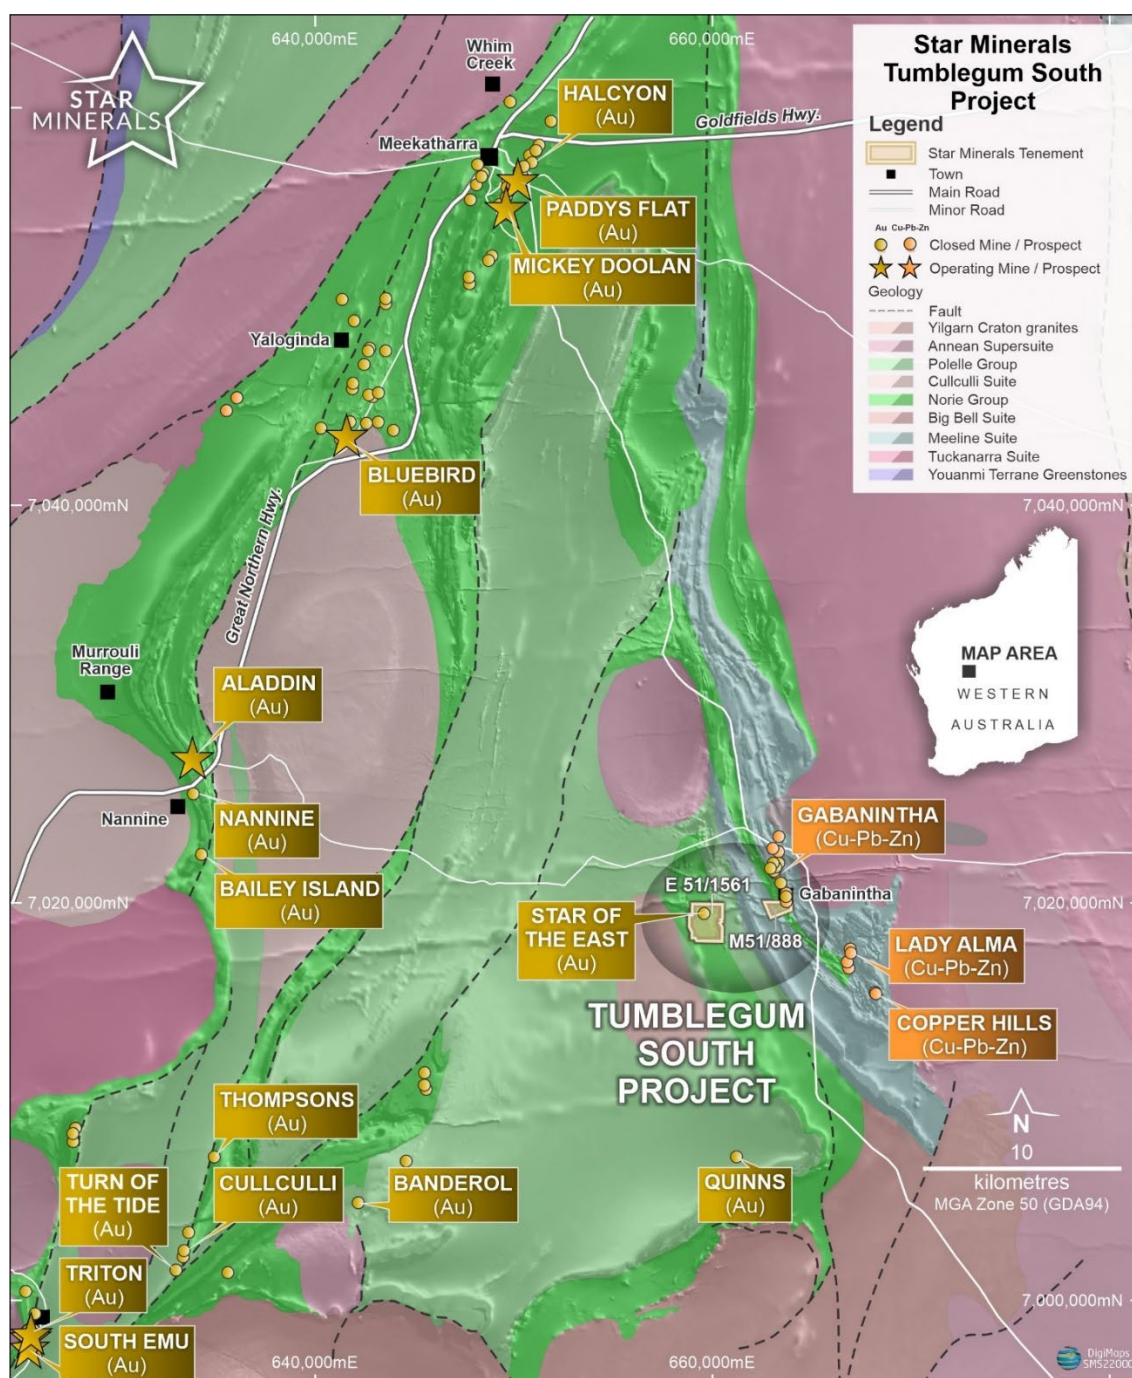 640,000mE
660,000mE
STAR
MINERALS
Whim
Creek
Meekatharra
HALCYON
(Au)
Goldfields Hwy.
PADDYS FLAT
(Au)
MICKEY DOOLAN
(Au)
Yaloginda
BLUEBIRD
(Au)
Star Minerals
Tumblegum South
Project
Legend
Star Minerals Tenement
Town
Main Road
Minor Road
Au Cu-Pb-Zn
Closed Mine / Prospect
Operating Mine / Prospect
Geology
Fault
Yilgarn Craton granites
Annean Supersuite
Polelle Group
Cullculli Suite
Norie Group
Big Bell Suite
Meeline Suite
Tuckanarra Suite
Youanmi Terrane Greenstones
7,040,000mN
7,040,000mN
Great Northern Hwy.
MAP AREA
WESTERN
AUSTRALIA
Murrouli
Range
ALADDIN
(Au)
Nannine
NANNINE
(Au)
BAILEY ISLAND
(Au)
GABANINTHA
(Cu-Pb-Zn)
Gabanintha
E 51/1561
M51/888
STAR OF
THE EAST
(Au)
7,020,000mN
7,020,000mN
LADY ALMA
(Cu-Pb-Zn)
COPPER HILLS
(Cu-Pb-Zn)
TUMBLEGUM
SOUTH
PROJECT
THOMPSONS
(Au)
TURN OF
THE TIDE
(Au)
CULLCULLI
(Au)
BANDEROL
(Au)
QUINNS
(Au)
N
10
kilometres
MGA Zone 50 (GDA94)
TRITON
(Au)
SOUTH EMU
(Au)
7,000,000mN
640,000mE
660,000mE
DigiMaps
SMS22000